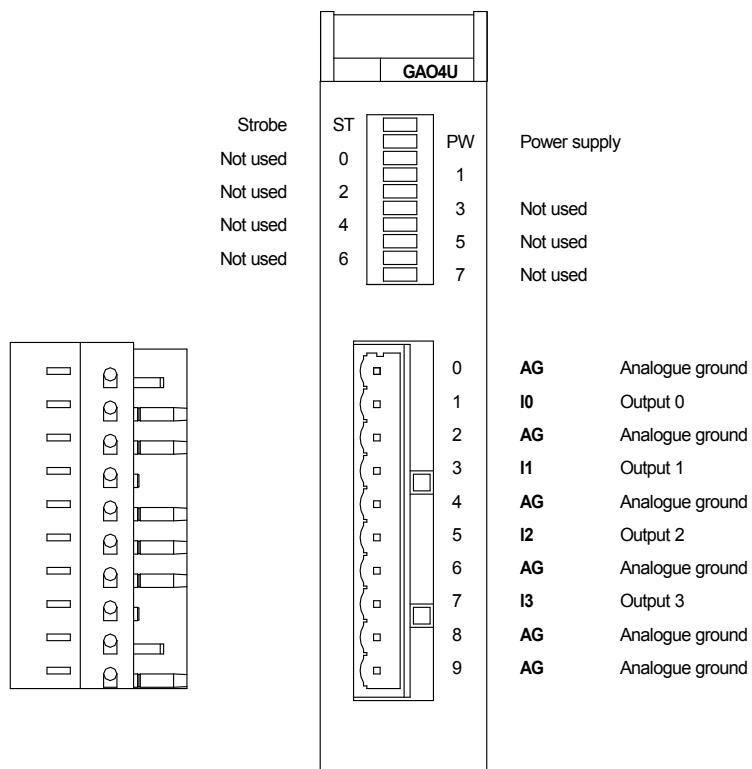 GAO4U
Strobe ST
PW Power supply
Not used 0
1
Not used 2
3 Not used
Not used 4
5 Not used
Not used 6
7 Not used
0 AG Analogue ground
1 I0 Output 0
2 AG Analogue ground
3 I1 Output 1
4 AG Analogue ground
5 I2 Output 2
6 AG Analogue ground
7 I3 Output 3
8 AG Analogue ground
9 AG Analogue ground